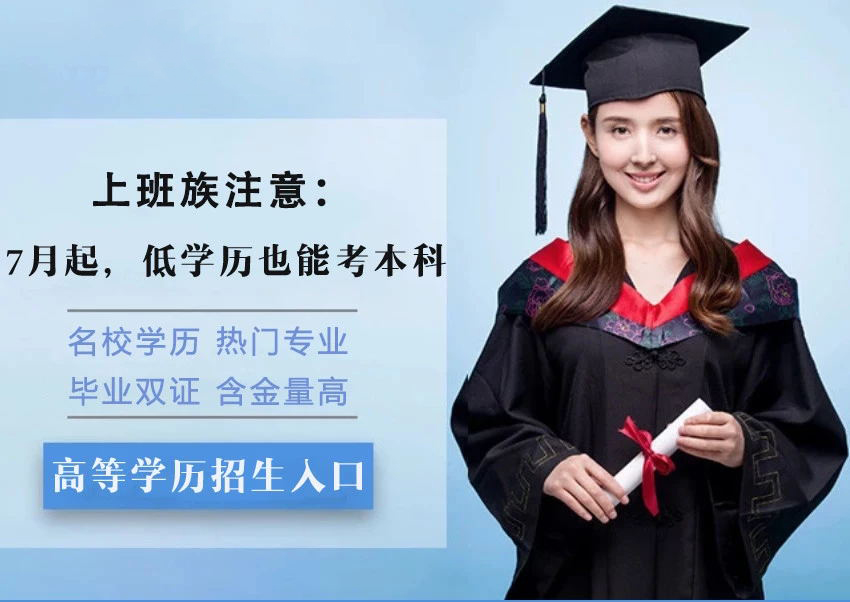 上班族注意：
7月起，低学历也能考本科
名校学历 热门专业
毕业双证 含金量高
高等学历招生入口